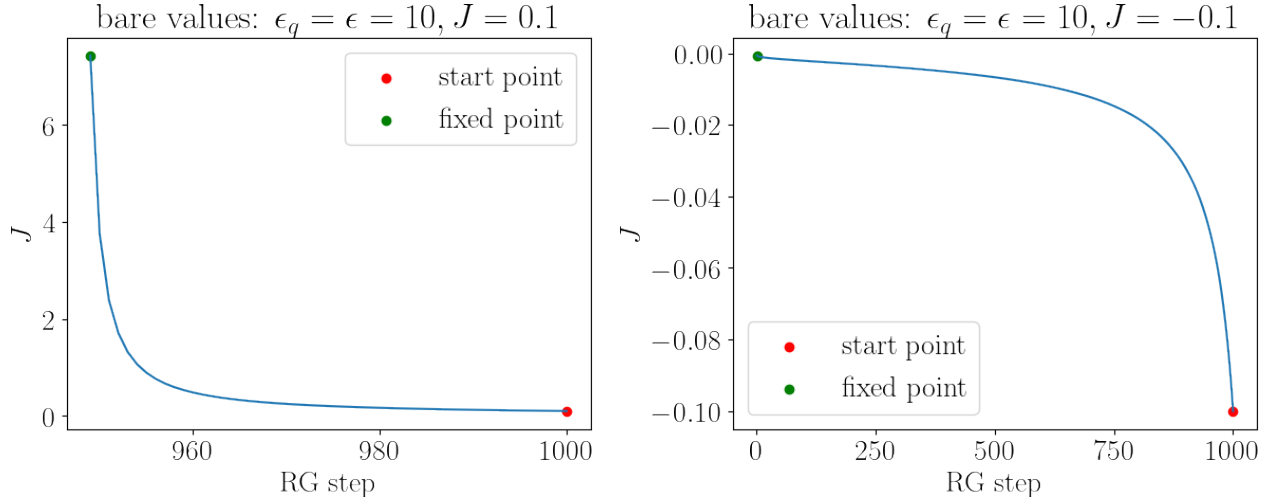 bare values: $\epsilon_q = \epsilon = 10, J = 0.1$
start point
fixed point
6
4
2
0
J
960
980
1000
RG step
bare values: $\epsilon_q = \epsilon = 10, J = -0.1$
0.00
−0.02
−0.04
−0.06
−0.08
−0.10
J
start point
fixed point
0
250
500
750
1000
RG step